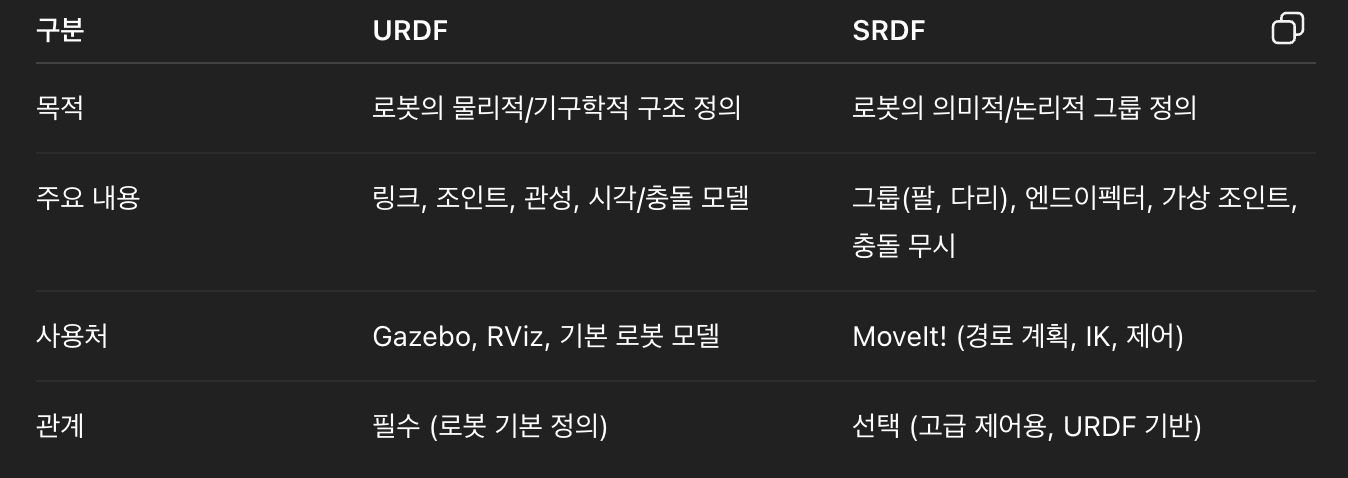 구분 URDF SRDF
목적 로봇의 물리적/기구학적 구조 정의 로봇의 의미적/논리적 그룹 정의
주요 내용 링크, 조인트, 관성, 시각/충돌 모델 그룹(팔, 다리), 엔드이펙터, 가상 조인트,
충돌 무시
사용처 Gazebo, RViz, 기본 로봇 모델 MoveIt! (경로 계획, IK, 제어)
관계 필수 (로봇 기본 정의) 선택 (고급 제어용, URDF 기반)